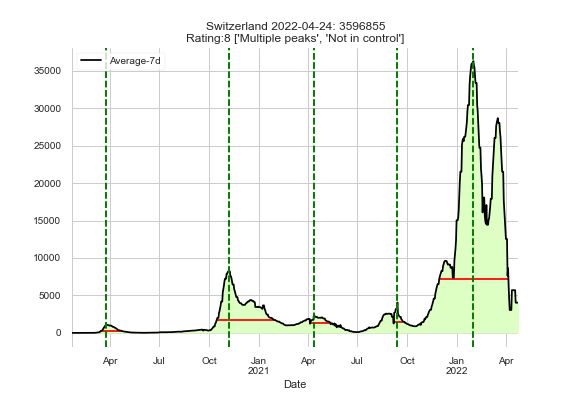 Switzerland 2022-04-24: 3596855
Rating:8 ['Multiple peaks', 'Not in control']
Average-7d
35000
30000
25000
20000
15000
10000
5000
0
Apr Jul Oct Jan Apr Jul Oct Jan Apr
2021 2022
Date